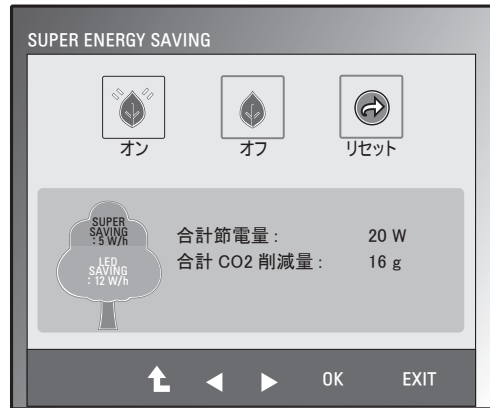 SUPER ENERGY SAVING
オン
オフ
リセット
SUPER
SAVING
: 5 W/h
LED
SAVING
: 12 W/h
合計節電量 : 20 W
合計 CO2 削減量 : 16 g
OK EXIT